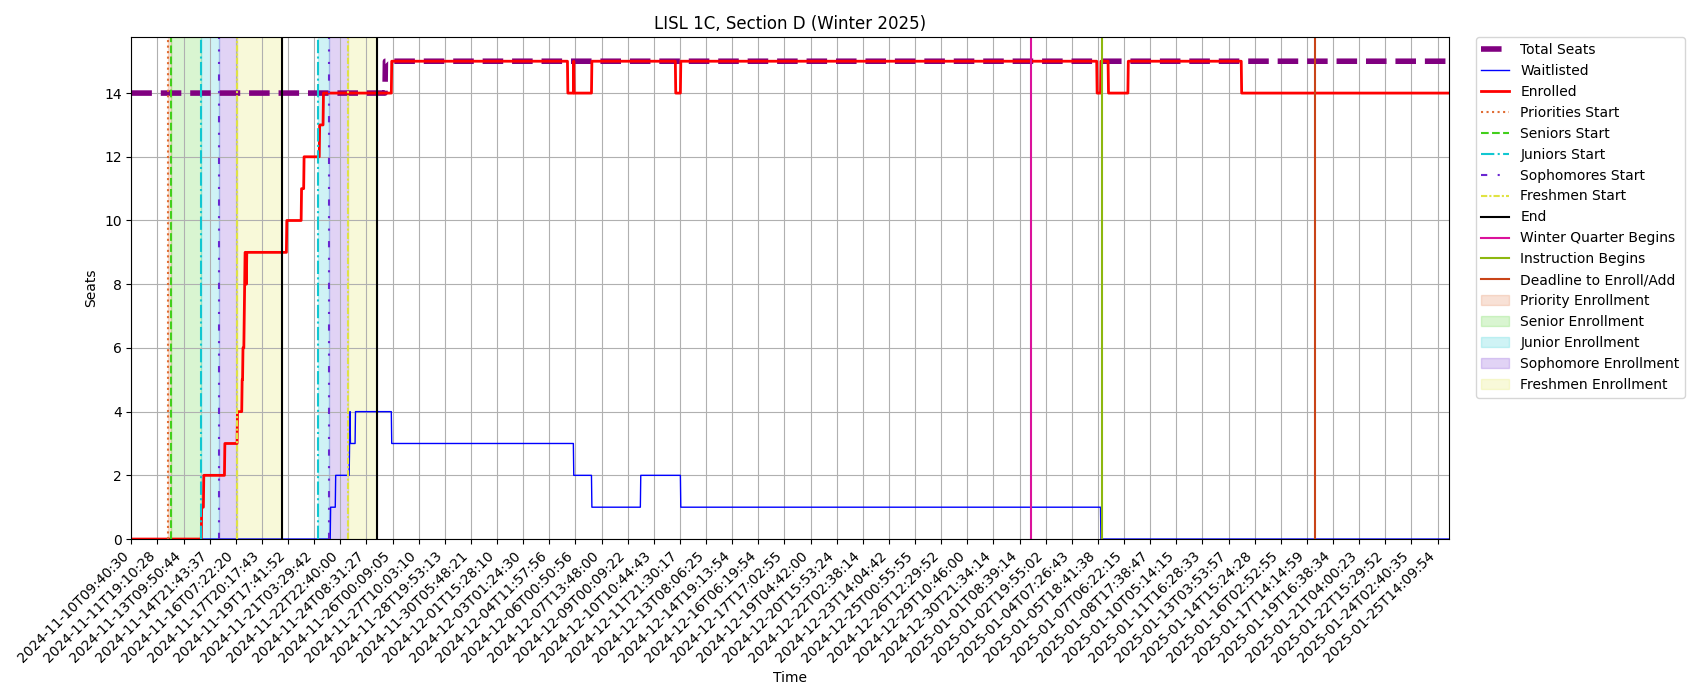 LISL 1C, Section D (Winter 2025)
Total Seats
Waitlisted
Enrolled
Priorities Start
Seniors Start
Juniors Start
Sophomores Start
Freshmen Start
End
Winter Quarter Begins
Instruction Begins
Deadline to Enroll/Add
Priority Enrollment
Senior Enrollment
Junior Enrollment
Sophomore Enrollment
Freshmen Enrollment
Seats
14
12
10
8
6
4
2
0
2024-11-10T09:40:30
2024-11-11T19:10:28
2024-11-13T09:50:44
2024-11-14T21:43:37
2024-11-16T07:22:20
2024-11-17T20:17:43
2024-11-19T17:41:52
2024-11-21T03:29:42
2024-11-22T22:40:00
2024-11-24T08:31:27
2024-11-26T00:09:05
2024-11-27T11:03:10
2024-11-28T19:53:13
2024-11-30T05:48:21
2024-12-01T15:28:10
2024-12-03T01:24:30
2024-12-04T11:57:56
2024-12-06T00:50:56
2024-12-07T13:48:00
2024-12-09T00:09:22
2024-12-10T10:44:43
2024-12-11T21:30:17
2024-12-13T08:06:25
2024-12-14T19:13:54
2024-12-16T06:19:54
2024-12-17T17:02:55
2024-12-19T04:42:00
2024-12-20T15:53:24
2024-12-22T02:38:14
2024-12-23T14:04:42
2024-12-25T00:55:55
2024-12-26T12:29:52
2024-12-29T10:46:00
2024-12-30T21:34:14
2025-01-01T08:39:14
2025-01-02T19:55:02
2025-01-04T07:26:43
2025-01-05T18:41:38
2025-01-07T06:22:15
2025-01-08T17:38:47
2025-01-10T05:14:15
2025-01-11T16:28:33
2025-01-13T03:53:57
2025-01-14T15:24:28
2025-01-16T02:52:55
2025-01-17T14:14:59
2025-01-19T16:38:34
2025-01-21T04:00:23
2025-01-22T15:29:52
2025-01-24T02:40:35
2025-01-25T14:09:54
Time